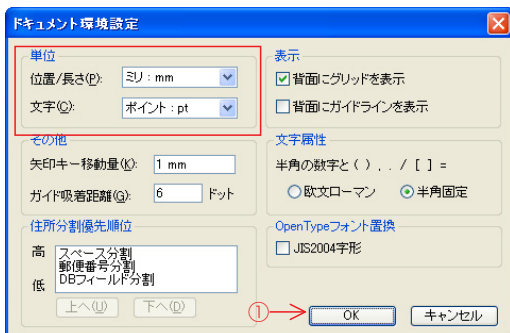 ドキュメント環境設定
単位
位置/長さ(P): ミリ : mm
文字(C): ポイント : pt
表示
背面にグリッドを表示
背面にガイドラインを表示
その他
矢印キー移動量(K): 1 mm
ガイド吸着距離(G): 6 ドット
文字属性
半角の数字と ( ) , . / [ ] =
欧文ローマン 半角固定
住所分割優先順位
高 スペース分割
郵便番号分割
低 DBフィールド分割
上へ(U) 下へ(D)
OpenTypeフォント置換
JIS2004字形
① OK キャンセル